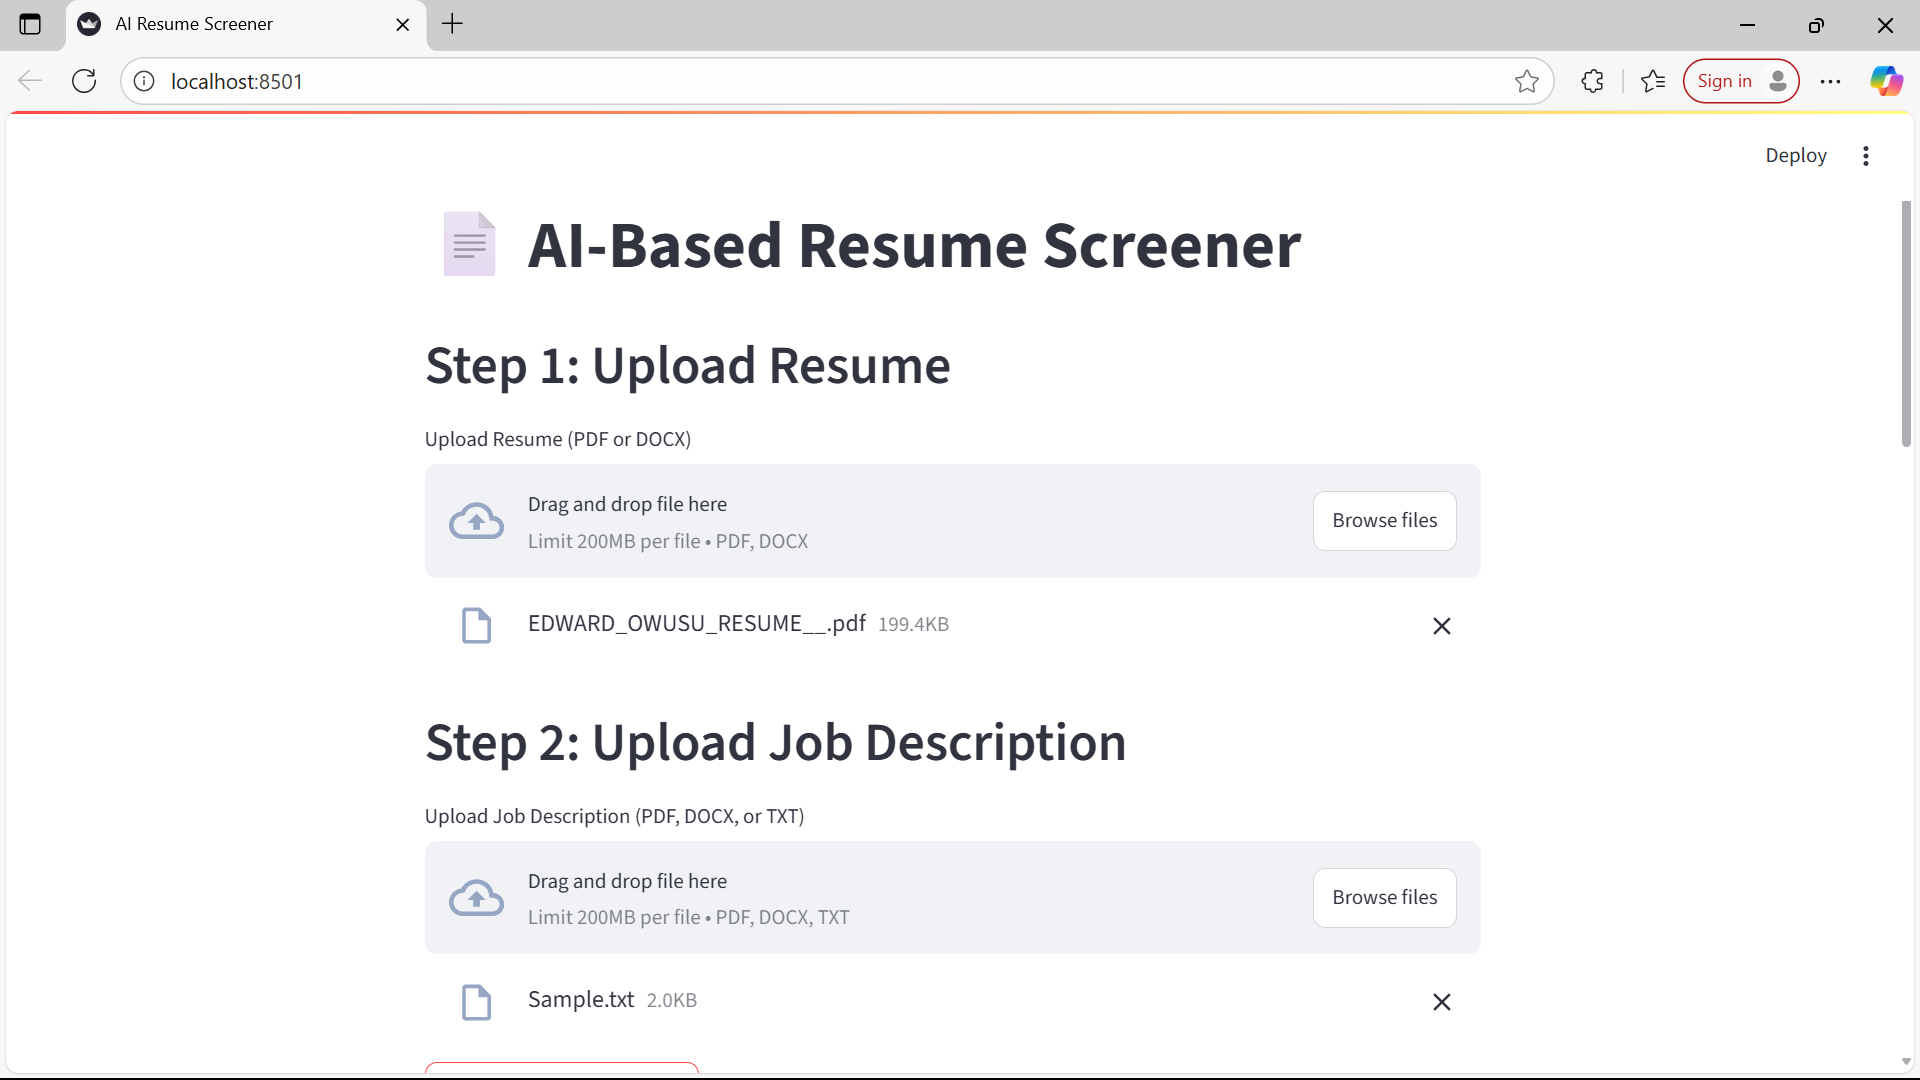 AI Resume Screener
localhost:8501
Sign in
Deploy
AI-Based Resume Screener
Step 1: Upload Resume
Upload Resume (PDF or DOCX)
Drag and drop file here
Limit 200MB per file • PDF, DOCX
Browse files
EDWARD_OWUSU_RESUME__.pdf 199.4KB
Step 2: Upload Job Description
Upload Job Description (PDF, DOCX, or TXT)
Drag and drop file here
Limit 200MB per file • PDF, DOCX, TXT
Browse files
Sample.txt 2.0KB